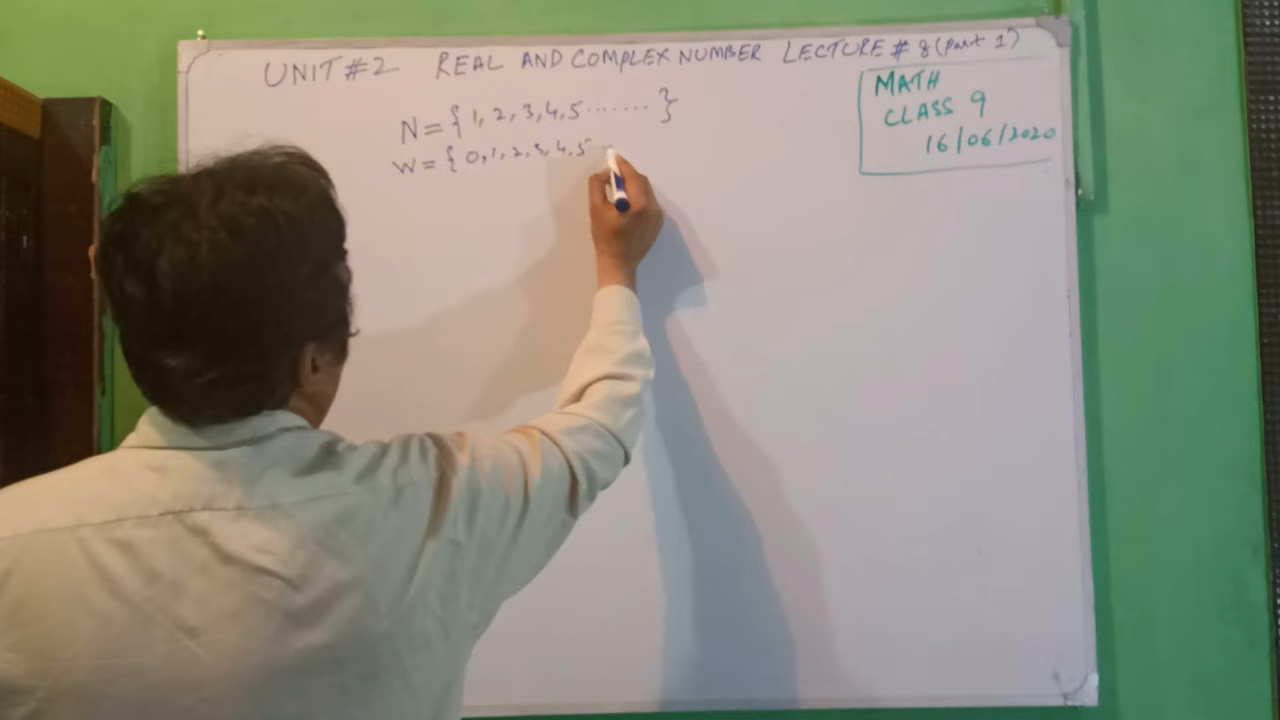 UNIT #2 REAL AND COMPLEX NUMBER LECTURE # 8 (Part 1)
MATH
CLASS 9
16/06/2020
N = { 1, 2, 3, 4, 5 ....... }
W = { 0, 1, 2, 3, 4, 5 ..